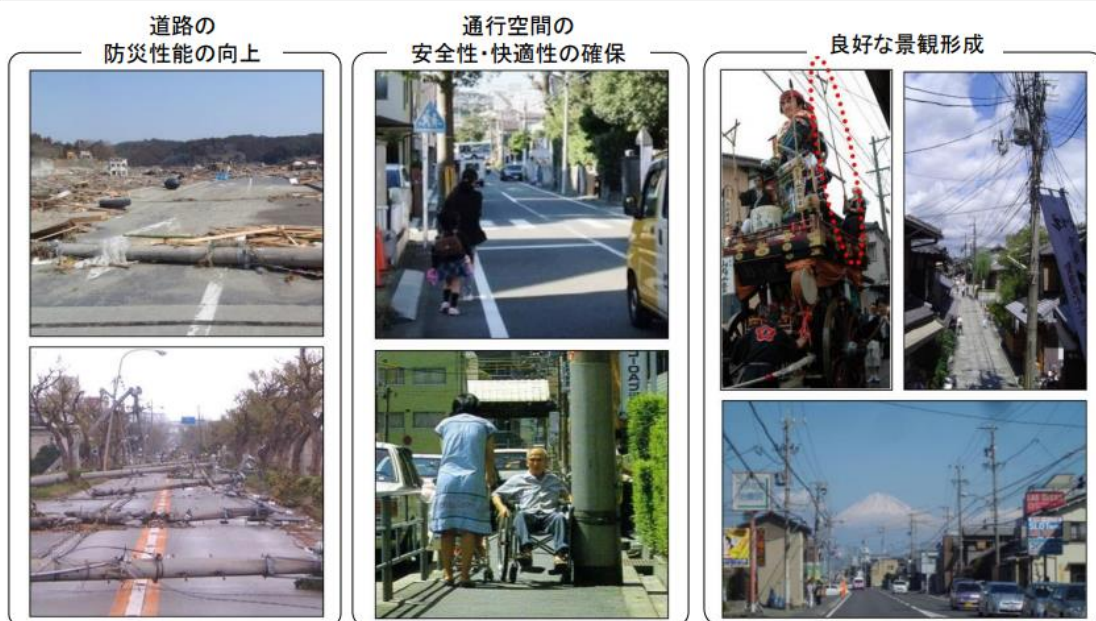 道路の
防災性能の向上
通行空間の
安全性・快適性の確保
良好な景観形成